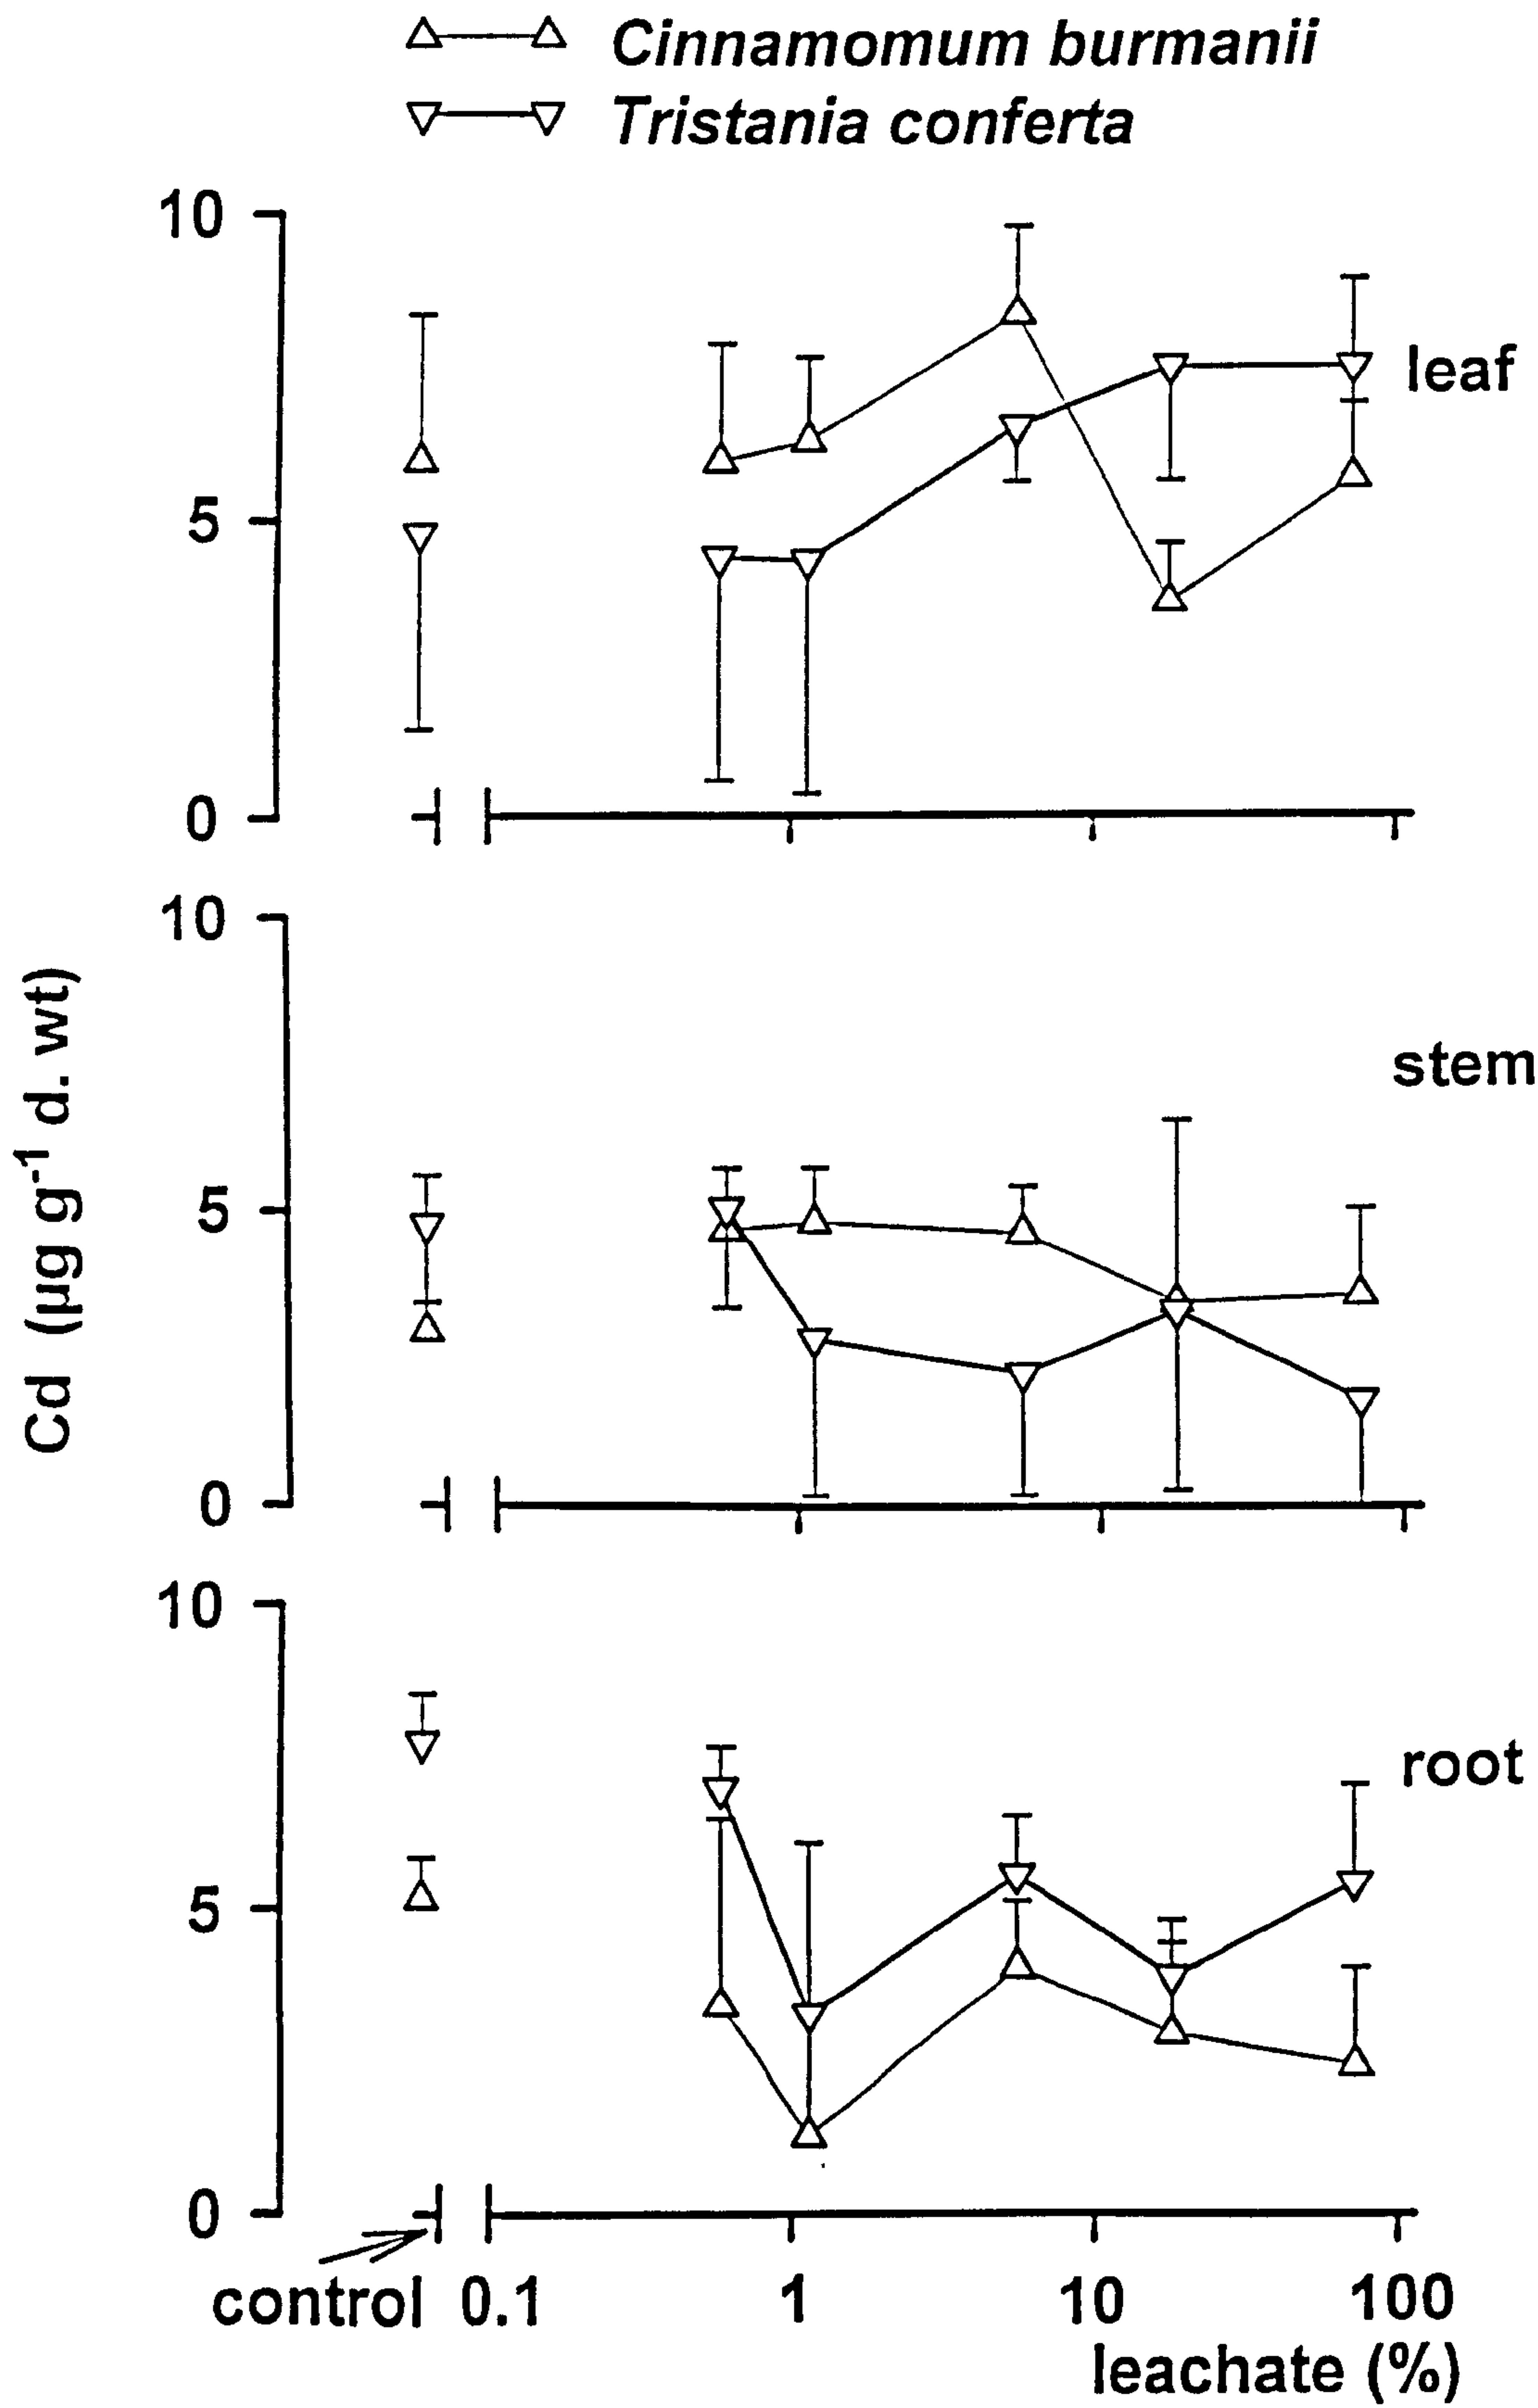 Cinnamomum burmanii
Tristania conferta
10
5
0
leaf
10
5
0
stem
Cd (µg g⁻¹ d. wt)
10
5
0
root
control 0.1 1 10 100
leachate (%)